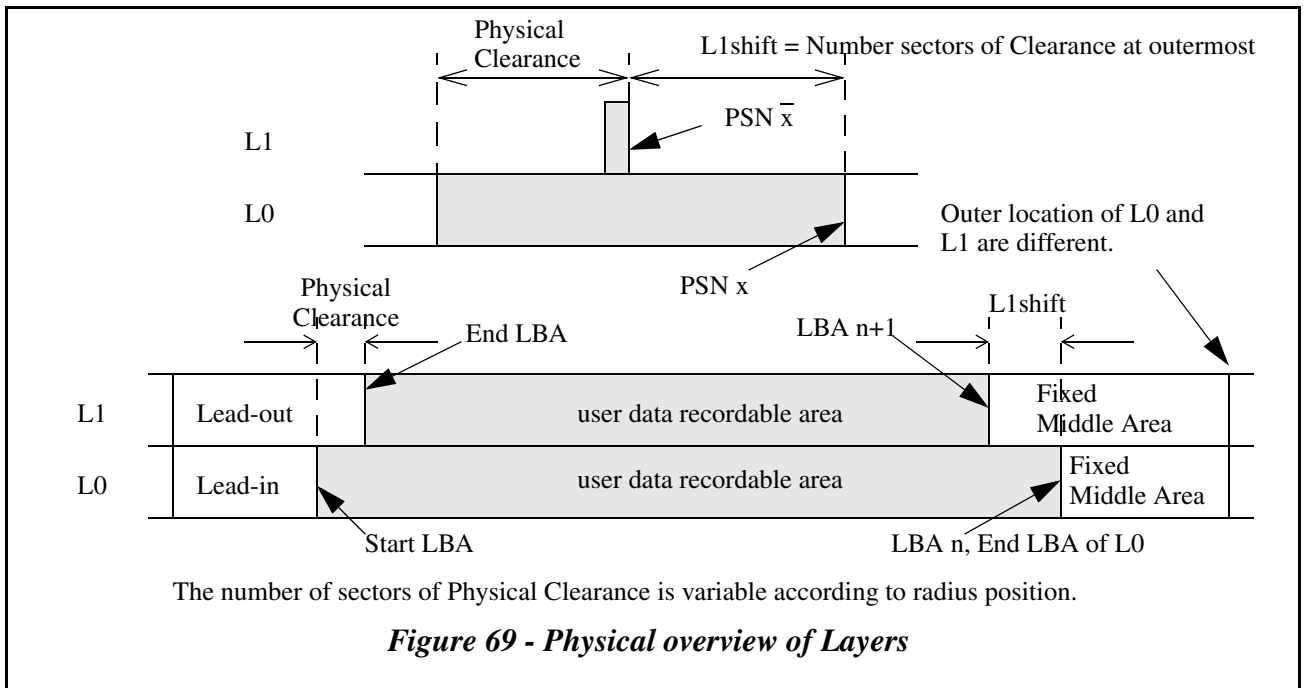 Physical
Clearance
L1shift = Number sectors of Clearance at outermost
PSN x̅
L1
L0
Outer location of L0 and
L1 are different.
PSN x
Physical
Clearance
L1shift
End LBA
LBA n+1
L1
Lead-out
user data recordable area
Fixed
Middle Area
L0
Lead-in
user data recordable area
Fixed
Middle Area
Start LBA
LBA n, End LBA of L0
The number of sectors of Physical Clearance is variable according to radius position.
Figure 69 - Physical overview of Layers